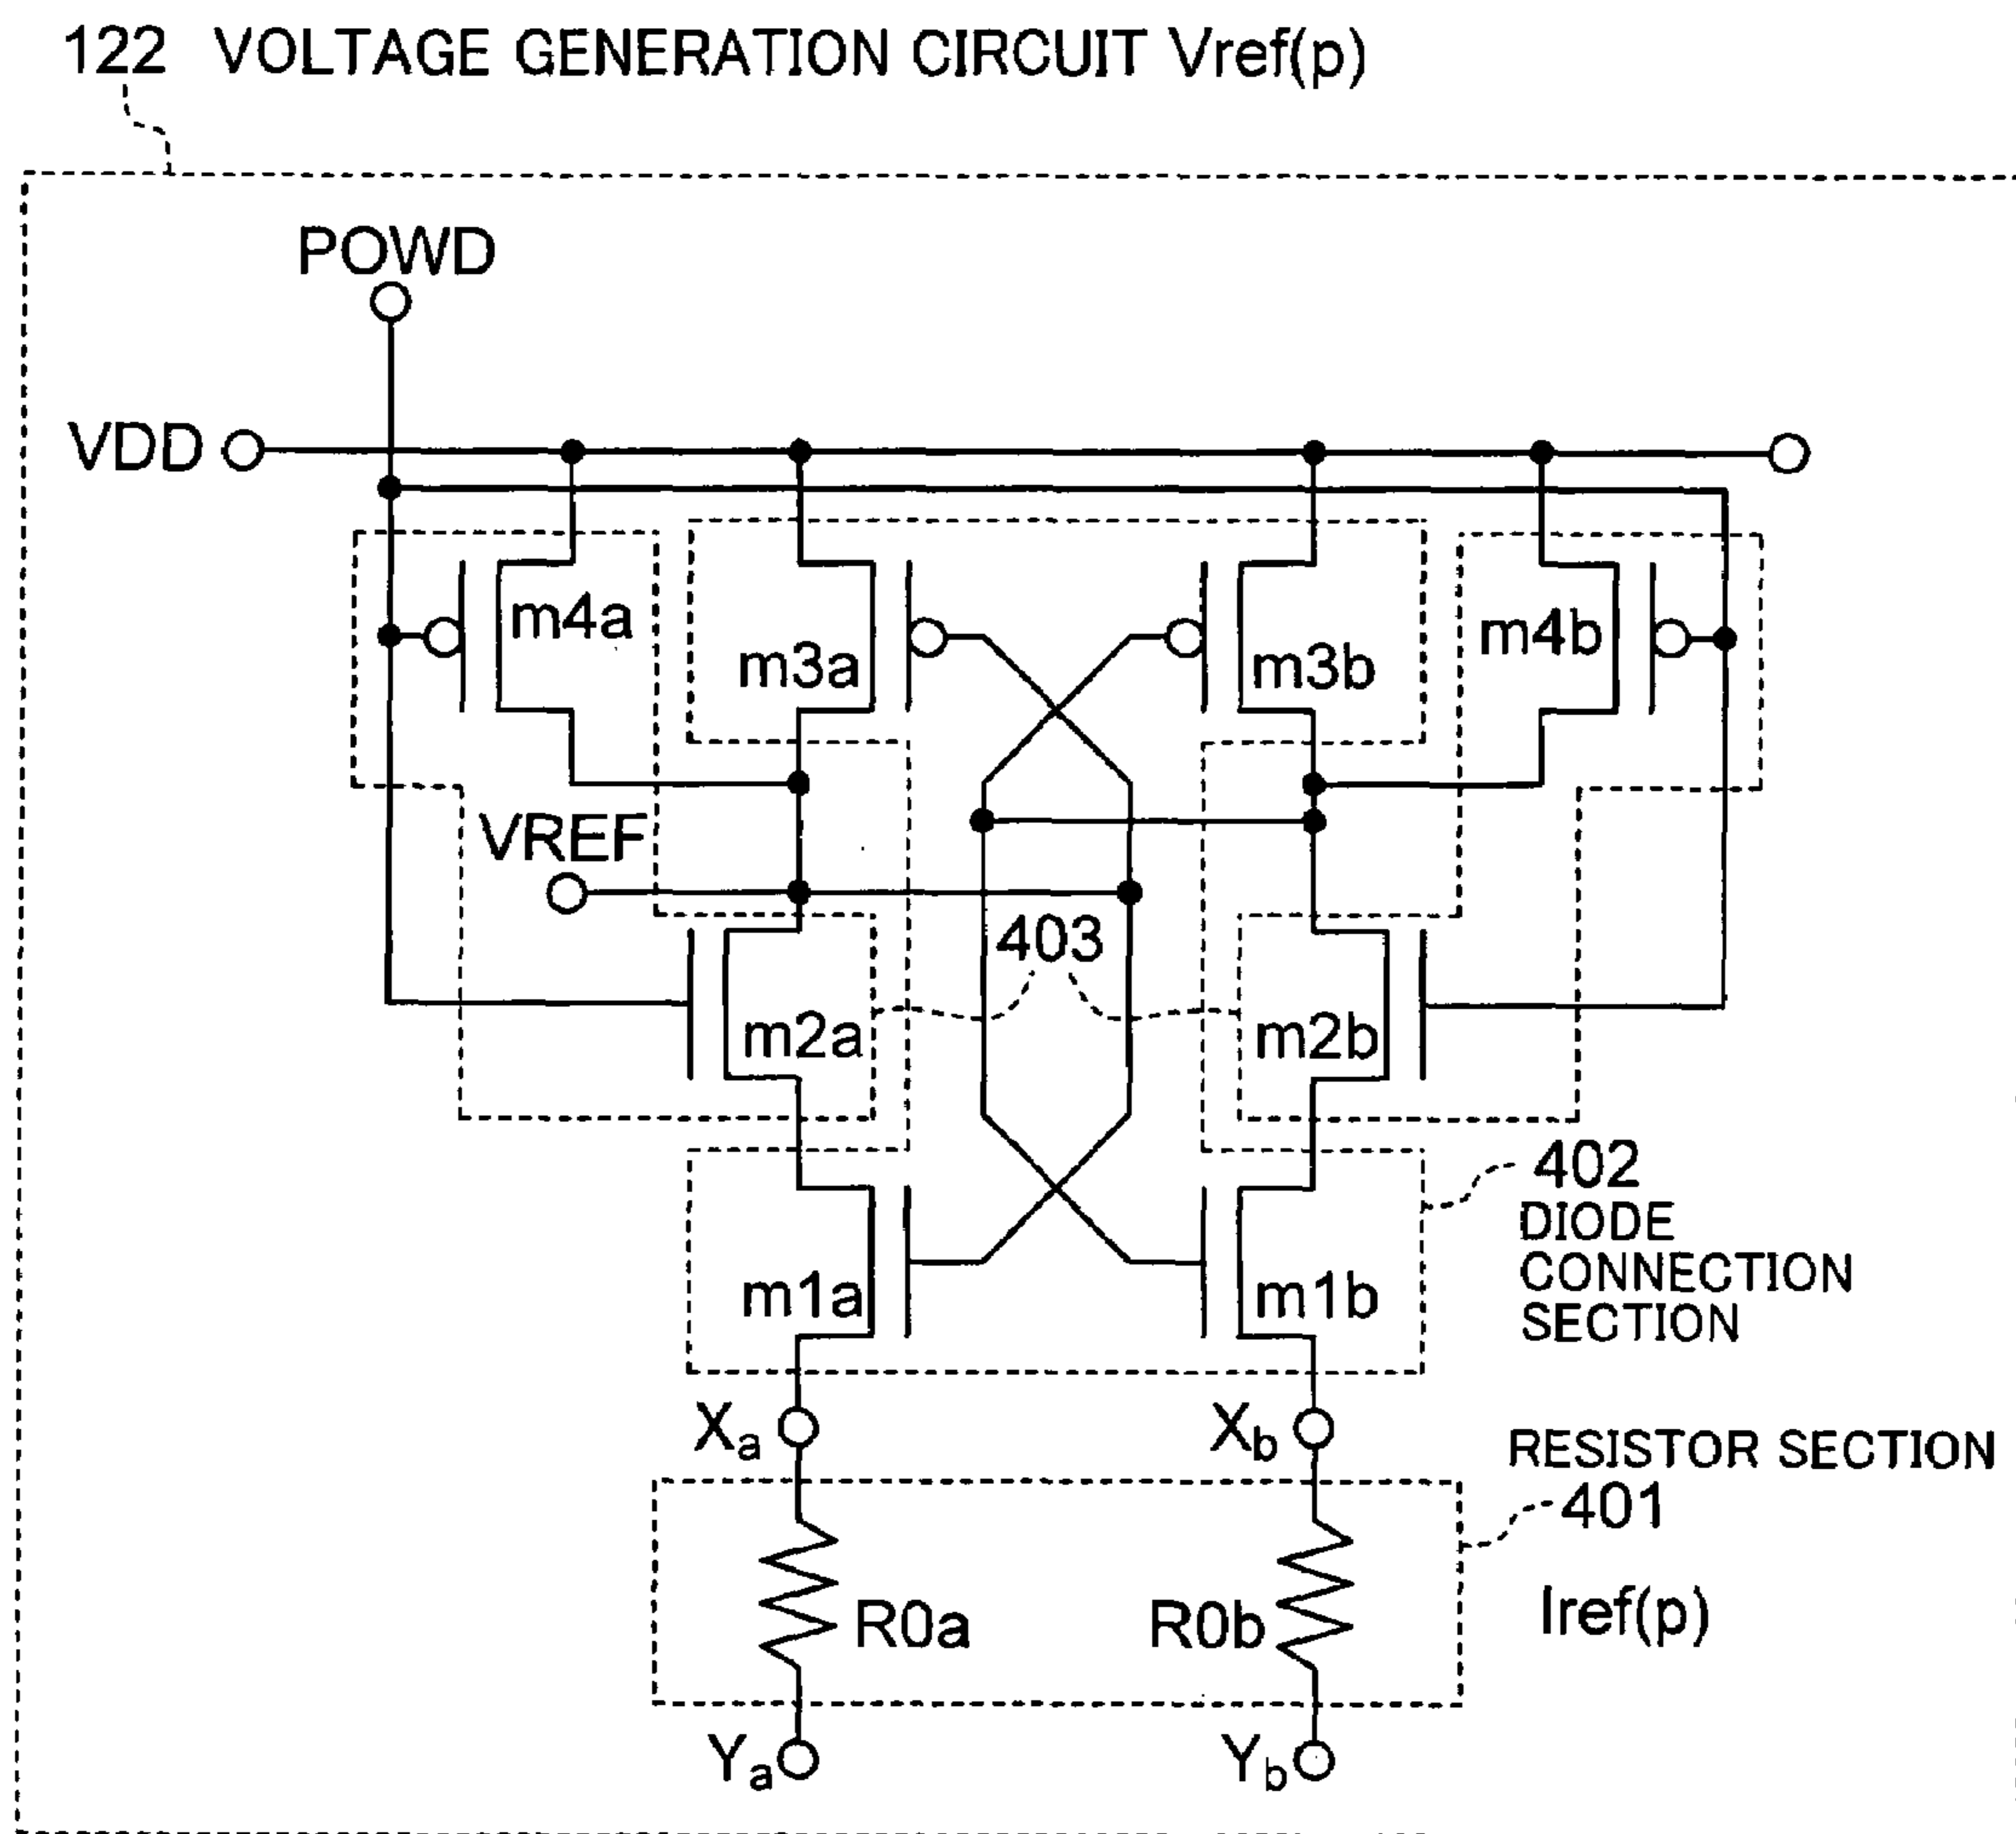 122 VOLTAGE GENERATION CIRCUIT Vref(p)
POWD
VDD
m4a
m3a
m3b
m4b
VREF
403
m2a
m2b
402
DIODE
CONNECTION
SECTION
m1a
m1b
Xa
Xb
RESISTOR SECTION
401
R0a
R0b
Iref(p)
Ya
Yb